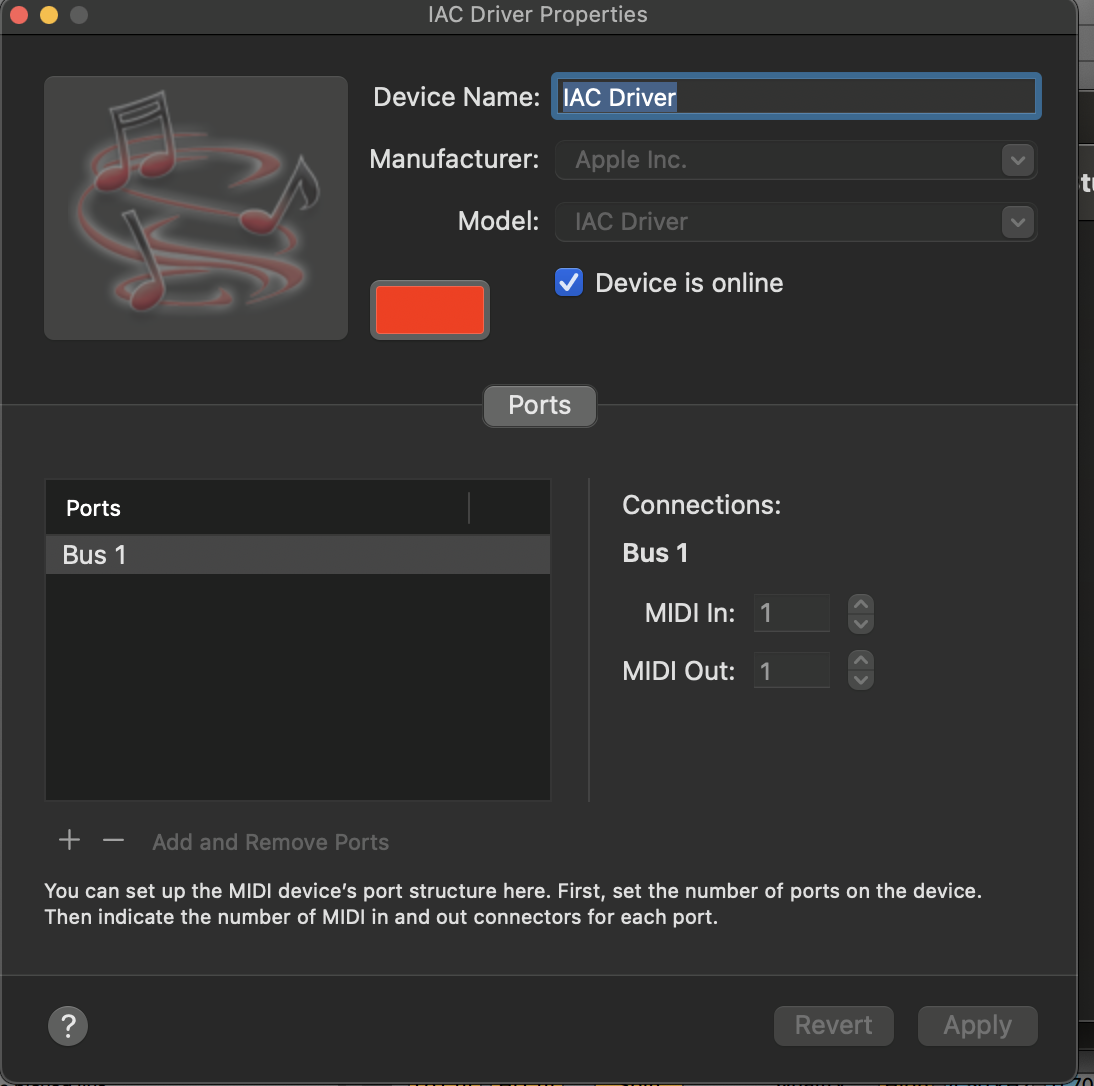 IAC Driver Properties
Device Name: IAC Driver
Manufacturer: Apple Inc.
Model: IAC Driver
Device is online
Ports
Ports
Bus 1
Connections:
Bus 1
MIDI In: 1
MIDI Out: 1
+ − Add and Remove Ports
You can set up the MIDI device’s port structure here. First, set the number of ports on the device.
Then indicate the number of MIDI in and out connectors for each port.
? Revert Apply